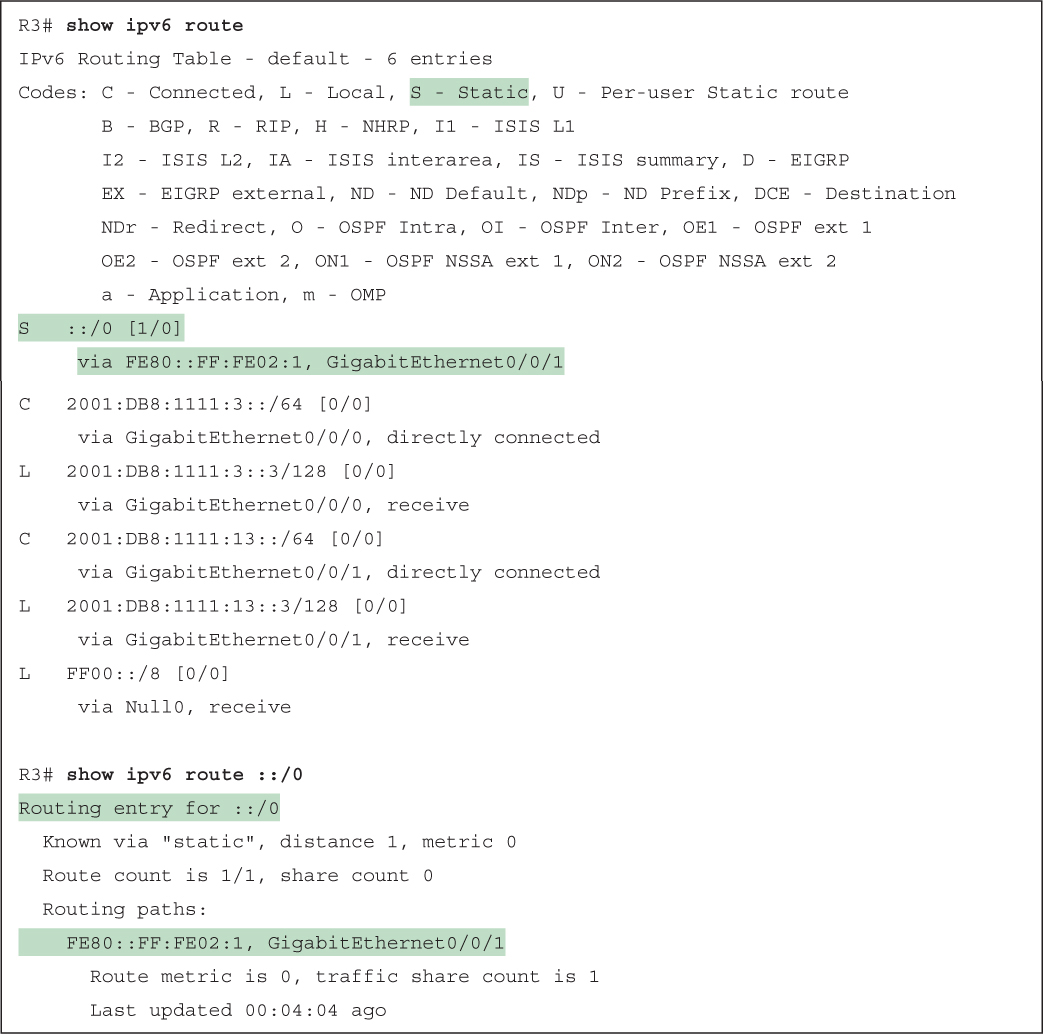 R3# show ipv6 route
IPv6 Routing Table - default - 6 entries
Codes: C - Connected, L - Local, S - Static, U - Per-user Static route
B - BGP, R - RIP, H - NHRP, I1 - ISIS L1
I2 - ISIS L2, IA - ISIS interarea, IS - ISIS summary, D - EIGRP
EX - EIGRP external, ND - ND Default, NDp - ND Prefix, DCE - Destination
NDr - Redirect, O - OSPF Intra, OI - OSPF Inter, OE1 - OSPF ext 1
OE2 - OSPF ext 2, ON1 - OSPF NSSA ext 1, ON2 - OSPF NSSA ext 2
a - Application, m - OMP
S ::/0 [1/0]
via FE80::FF:FE02:1, GigabitEthernet0/0/1
C 2001:DB8:1111:3::/64 [0/0]
via GigabitEthernet0/0/0, directly connected
L 2001:DB8:1111:3::3/128 [0/0]
via GigabitEthernet0/0/0, receive
C 2001:DB8:1111:13::/64 [0/0]
via GigabitEthernet0/0/1, directly connected
L 2001:DB8:1111:13::3/128 [0/0]
via GigabitEthernet0/0/1, receive
L FF00::/8 [0/0]
via Null0, receive
R3# show ipv6 route ::/0
Routing entry for ::/0
Known via "static", distance 1, metric 0
Route count is 1/1, share count 0
Routing paths:
FE80::FF:FE02:1, GigabitEthernet0/0/1
Route metric is 0, traffic share count is 1
Last updated 00:04:04 ago